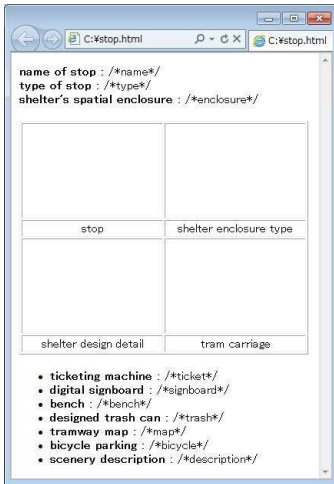 C:¥stop.html
C:¥stop.html
name of stop : /*name*/
type of stop : /*type*/
shelter's spatial enclosure : /*enclosure*/
stop
shelter enclosure type
shelter design detail
tram carriage
• ticketing machine : /*ticket*/
• digital signboard : /*signboard*/
• bench : /*bench*/
• designed trash can : /*trash*/
• tramway map : /*map*/
• bicycle parking : /*bicycle*/
• scenery description : /*description*/